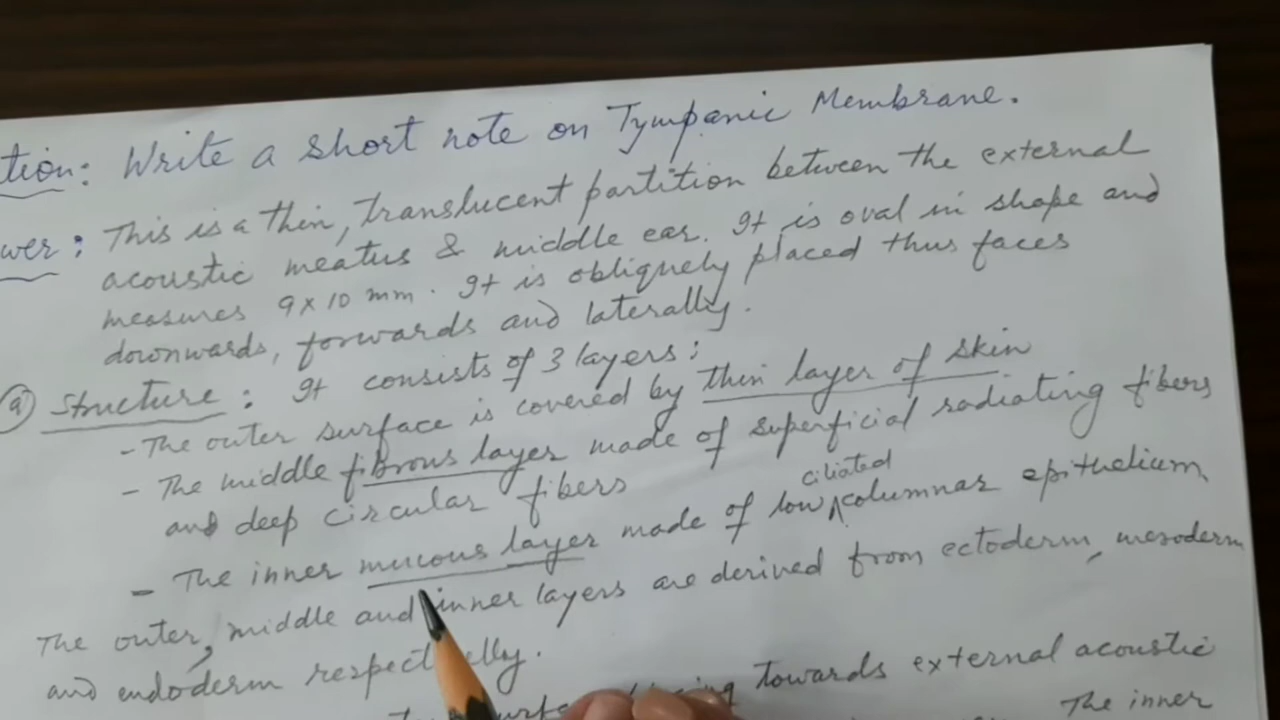 tion: Write a short note on Tympanic Membrane.
wer: This is a thin, translucent partition between the external
acoustic meatus & middle ear. It is oval in shape and
measures 9x10 mm. It is obliquely placed thus faces
downwards, forwards and laterally.
(a) Structure: It consists of 3 layers:
- The outer surface is covered by thin layer of skin
- The middle fibrous layer made of superficial radiating fibers
and deep circular fibers
- The inner mucous layer made of low ciliated columnar epithelium
The outer, middle and inner layers are derived from ectoderm, mesoderm
and endoderm respectively.
towards external acoustic
The inner